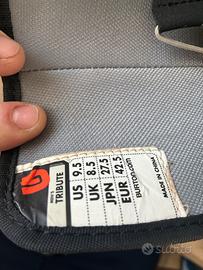 MEN'S
TRIBUTE
US 9.5
UK 8.5
JPN 27.5
EUR 42.5
BURTON.COM
MADE IN CHINA
subito